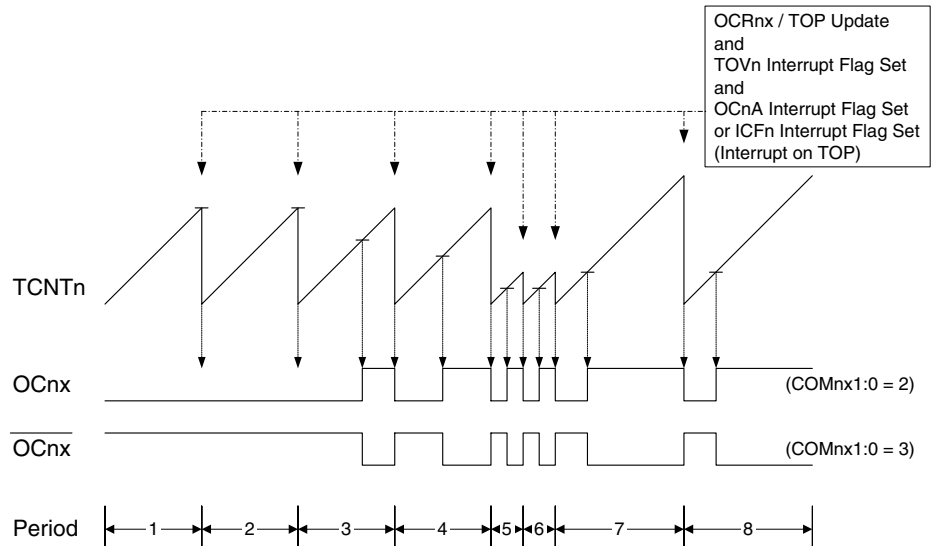 OCRnx / TOP Update
and
TOVn Interrupt Flag Set
and
OCnA Interrupt Flag Set
or ICFn Interrupt Flag Set
(Interrupt on TOP)
TCNTn
OCnx (COMnx1:0 = 2)
OCnx (COMnx1:0 = 3)
Period 1 2 3 4 5 6 7 8